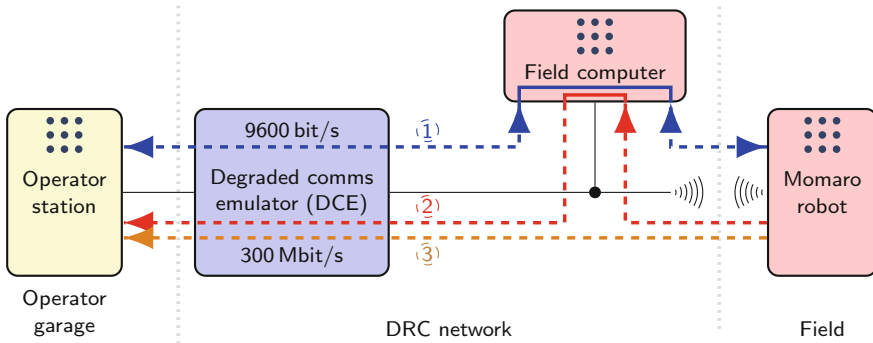 Field computer
9600 bit/s
1
Operator
station
Degraded comms
emulator (DCE)
Momaro
robot
2
300 Mbit/s
3
Operator
garage
DRC network
Field